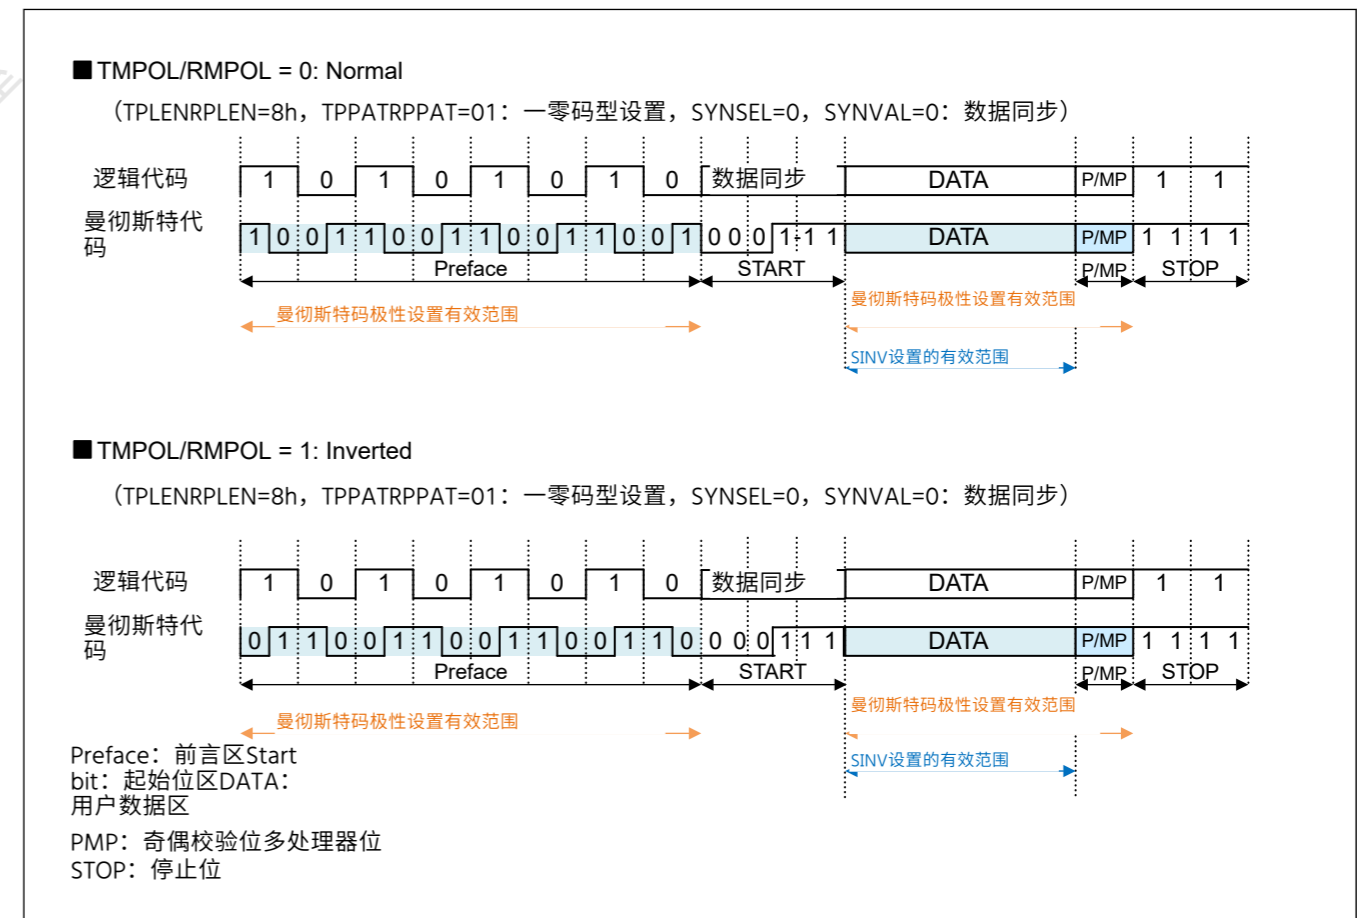 ■ TMPOL/RMPOL = 0: Normal
（TPLENRPLEN=8h，TPPATRPPAT=01：一零码型设置，SYNSEL=0，SYNVAL=0：数据同步）
逻辑代码 1 0 1 0 1 0 1 0 数据同步 DATA P/MP 1 1
曼彻斯特代
码 1 0 0 1 1 0 0 1 1 0 0 1 1 0 0 1 0 0 0 1 1 1 DATA P/MP 1 1 1 1
Preface START P/MP STOP
曼彻斯特码极性设置有效范围 曼彻斯特码极性设置有效范围
SINV设置的有效范围
■ TMPOL/RMPOL = 1: Inverted
（TPLENRPLEN=8h，TPPATRPPAT=01：一零码型设置，SYNSEL=0，SYNVAL=0：数据同步）
逻辑代码 1 0 1 0 1 0 1 0 数据同步 DATA P/MP 1 1
曼彻斯特代
码 0 1 1 0 0 1 1 0 0 1 1 0 0 1 1 0 0 0 0 1 1 1 DATA P/MP 1 1 1 1
Preface START P/MP STOP
曼彻斯特码极性设置有效范围 曼彻斯特码极性设置有效范围
SINV设置的有效范围
Preface：前言区Start
bit：起始位区DATA：
用户数据区
PMP：奇偶校验位多处理器位
STOP：停止位